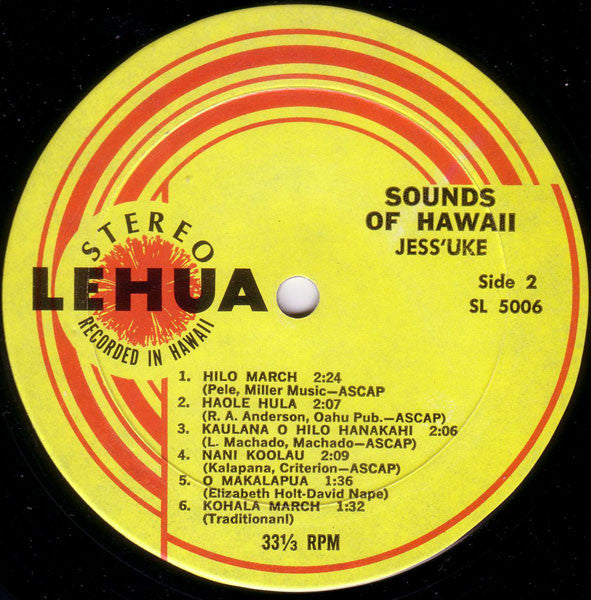 STEREO
LEHUA
RECORDED IN HAWAII
SOUNDS
OF HAWAII
JESS'UKE
Side 2
SL 5006
1. HILO MARCH 2:24
(Pele, Miller Music—ASCAP
2. HAOLE HULA 2:07
(R. A. Anderson, Oahu Pub.—ASCAP)
3. KAULANA O HILO HANAKAHI 2:06
(L. Machado, Machado—ASCAP)
4. NANI KOOLAU 2:09
(Kalapana, Criterion—ASCAP)
5. O MAKALAPUA 1:36
(Elizabeth Holt-David Nape)
6. KOHALA MARCH 1:32
(Traditionanl)
33⅓ RPM